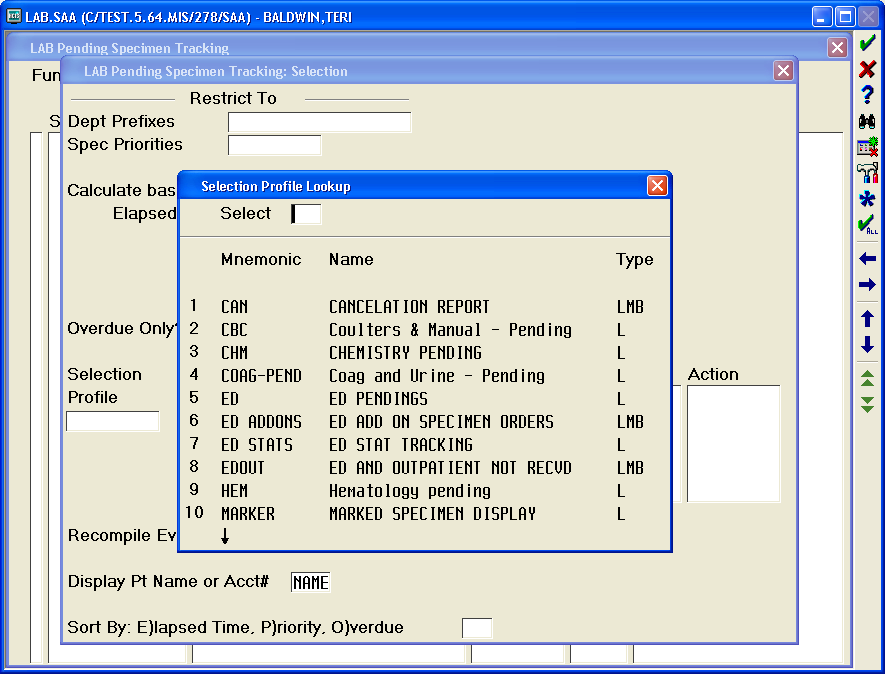 LAB.SAA (C/TEST.5.64.MIS/278/SAA) - BALDWIN,TERI
LAB Pending Specimen Tracking
Fun
LAB Pending Specimen Tracking: Selection
Restrict To
S
Dept Prefixes
Spec Priorities
Calculate bas
Elapsed
Selection Profile Lookup
Select
Mnemonic Name Type
1 CAN CANCELATION REPORT LMB
2 CBC Coulters & Manual - Pending L
3 CHM CHEMISTRY PENDING L
4 COAG-PEND Coag and Urine - Pending L
5 ED ED PENDINGS L
6 ED ADDONS ED ADD ON SPECIMEN ORDERS LMB
7 ED STATS ED STAT TRACKING L
8 EDOUT ED AND OUTPATIENT NOT RECVD LMB
9 HEM Hematology pending L
10 MARKER MARKED SPECIMEN DISPLAY L
Overdue Only?
Selection
Profile
Action
Recompile Ev
Display Pt Name or Acct# NAME
Sort By: E)lapsed Time, P)riority, O)verdue
ALL